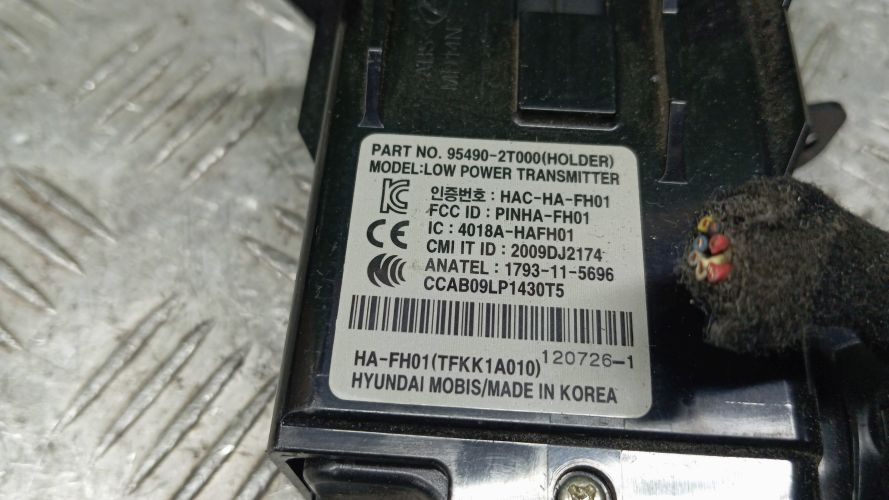 PART NO. 95490-2T000(HOLDER)
MODEL:LOW POWER TRANSMITTER
인증번호 : HAC-HA-FH01
FCC ID : PINHA-FH01
IC : 4018A-HAFH01
CMI IT ID : 2009DJ2174
ANATEL : 1793-11-5696
CCAB09LP1430T5
HA-FH01(TFKK1A010) 120726-1
HYUNDAI MOBIS/MADE IN KOREA